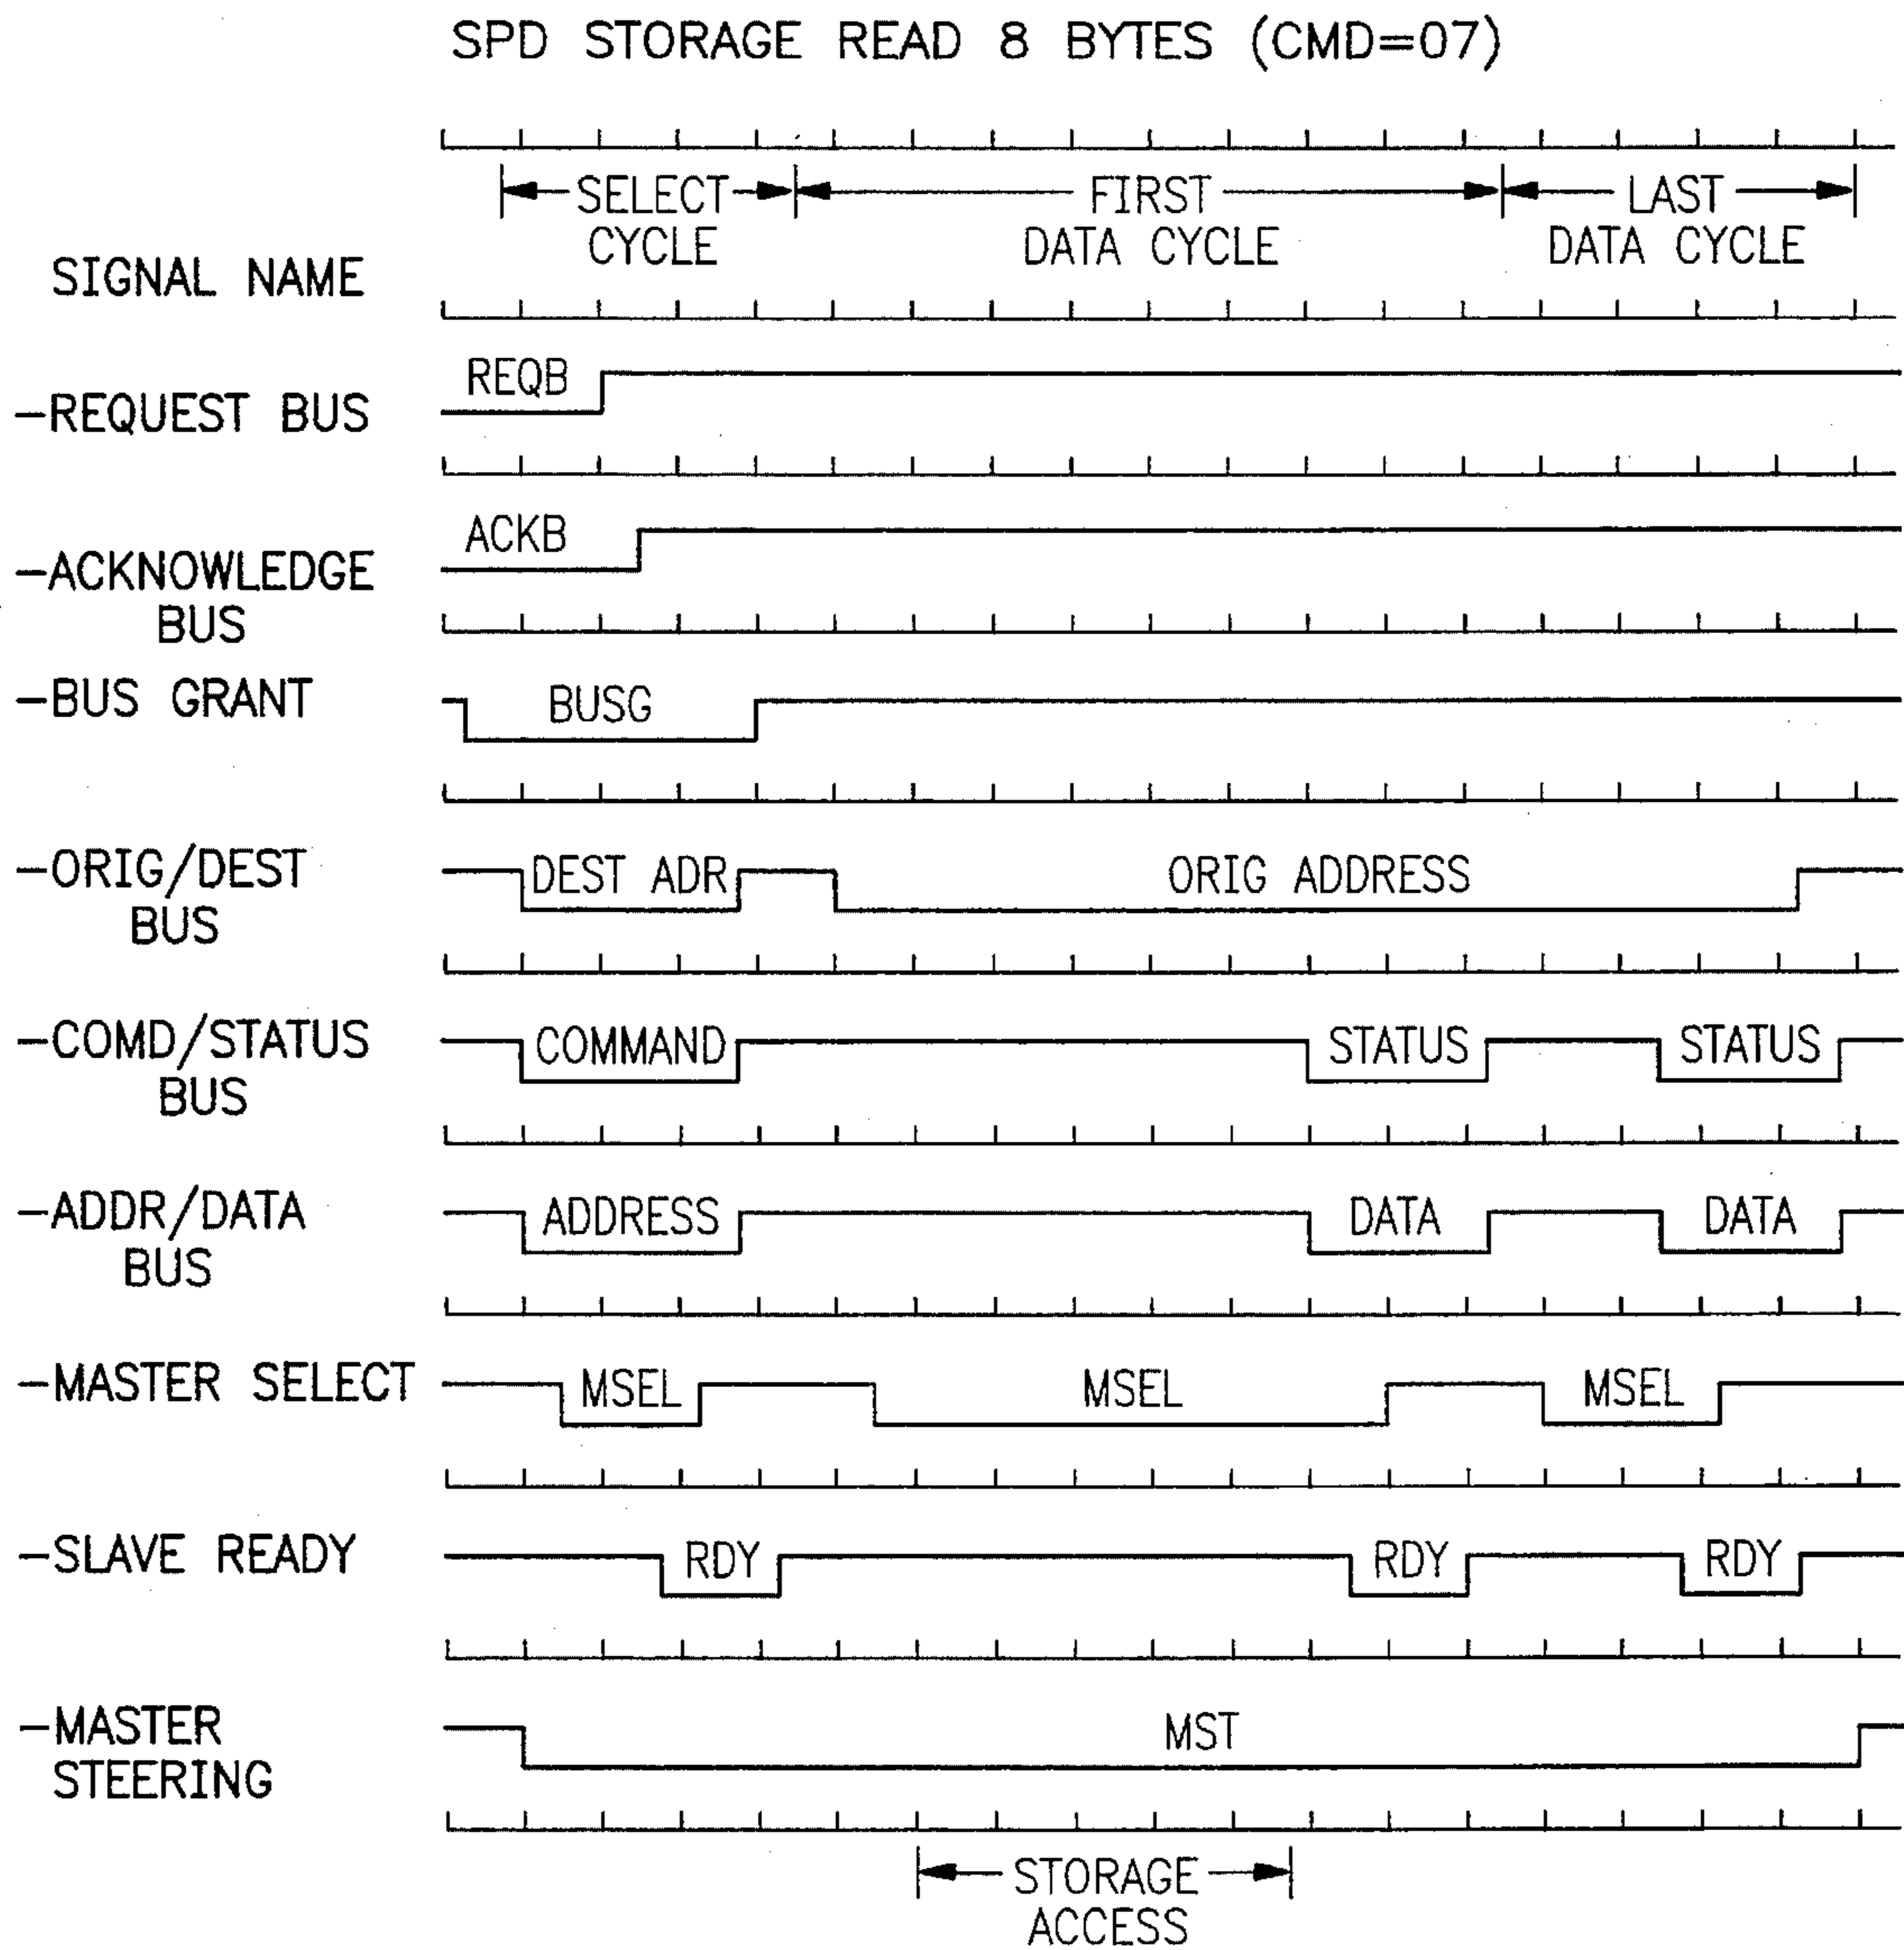 SPD STORAGE READ 8 BYTES (CMD=07)
SELECT CYCLE
FIRST DATA CYCLE
LAST DATA CYCLE
SIGNAL NAME
REQB
-REQUEST BUS
ACKB
-ACKNOWLEDGE
BUS
-BUS GRANT
BUSG
-ORIG/DEST
BUS
DEST ADR
ORIG ADDRESS
-COMD/STATUS
BUS
COMMAND
STATUS
STATUS
-ADDR/DATA
BUS
ADDRESS
DATA
DATA
-MASTER SELECT
MSEL
MSEL
MSEL
-SLAVE READY
RDY
RDY
RDY
-MASTER
STEERING
MST
STORAGE
ACCESS